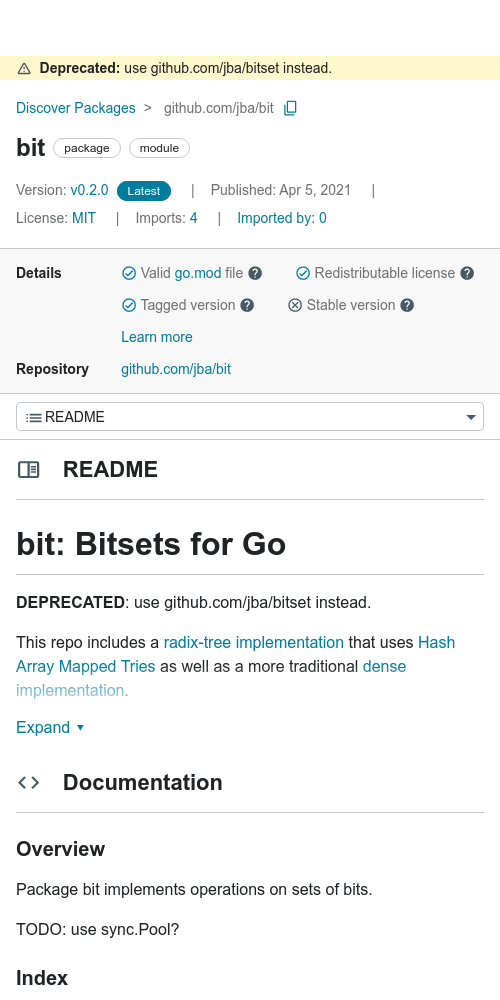 Deprecated: use github.com/jba/bitset instead.
Discover Packages > github.com/jba/bit
bit package module
Version: v0.2.0 Latest | Published: Apr 5, 2021 |
License: MIT | Imports: 4 | Imported by: 0
Details Valid go.mod file ? Redistributable license ?
Tagged version ? Stable version ?
Learn more
Repository github.com/jba/bit
README
README
bit: Bitsets for Go
DEPRECATED: use github.com/jba/bitset instead.
This repo includes a radix-tree implementation that uses Hash
Array Mapped Tries as well as a more traditional dense
implementation.
Expand ▼
Documentation
Overview
Package bit implements operations on sets of bits.
TODO: use sync.Pool?
Index